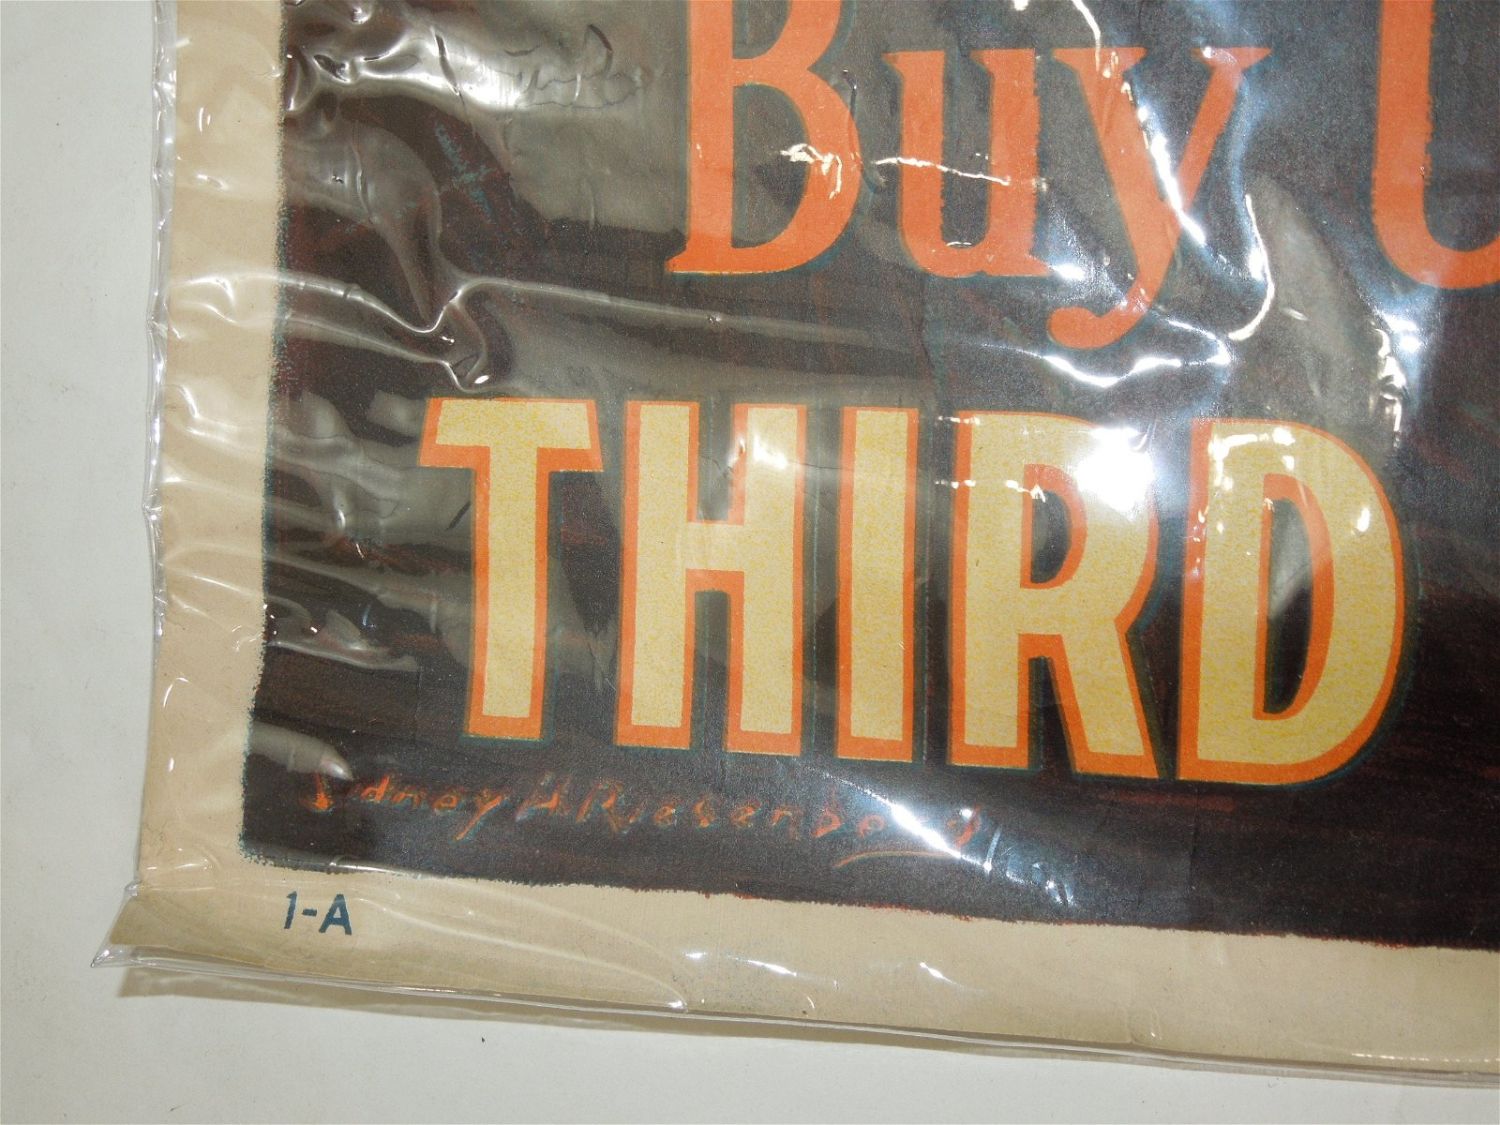 Buy U
THIRD
Sidney H. Riesenberg
1-A